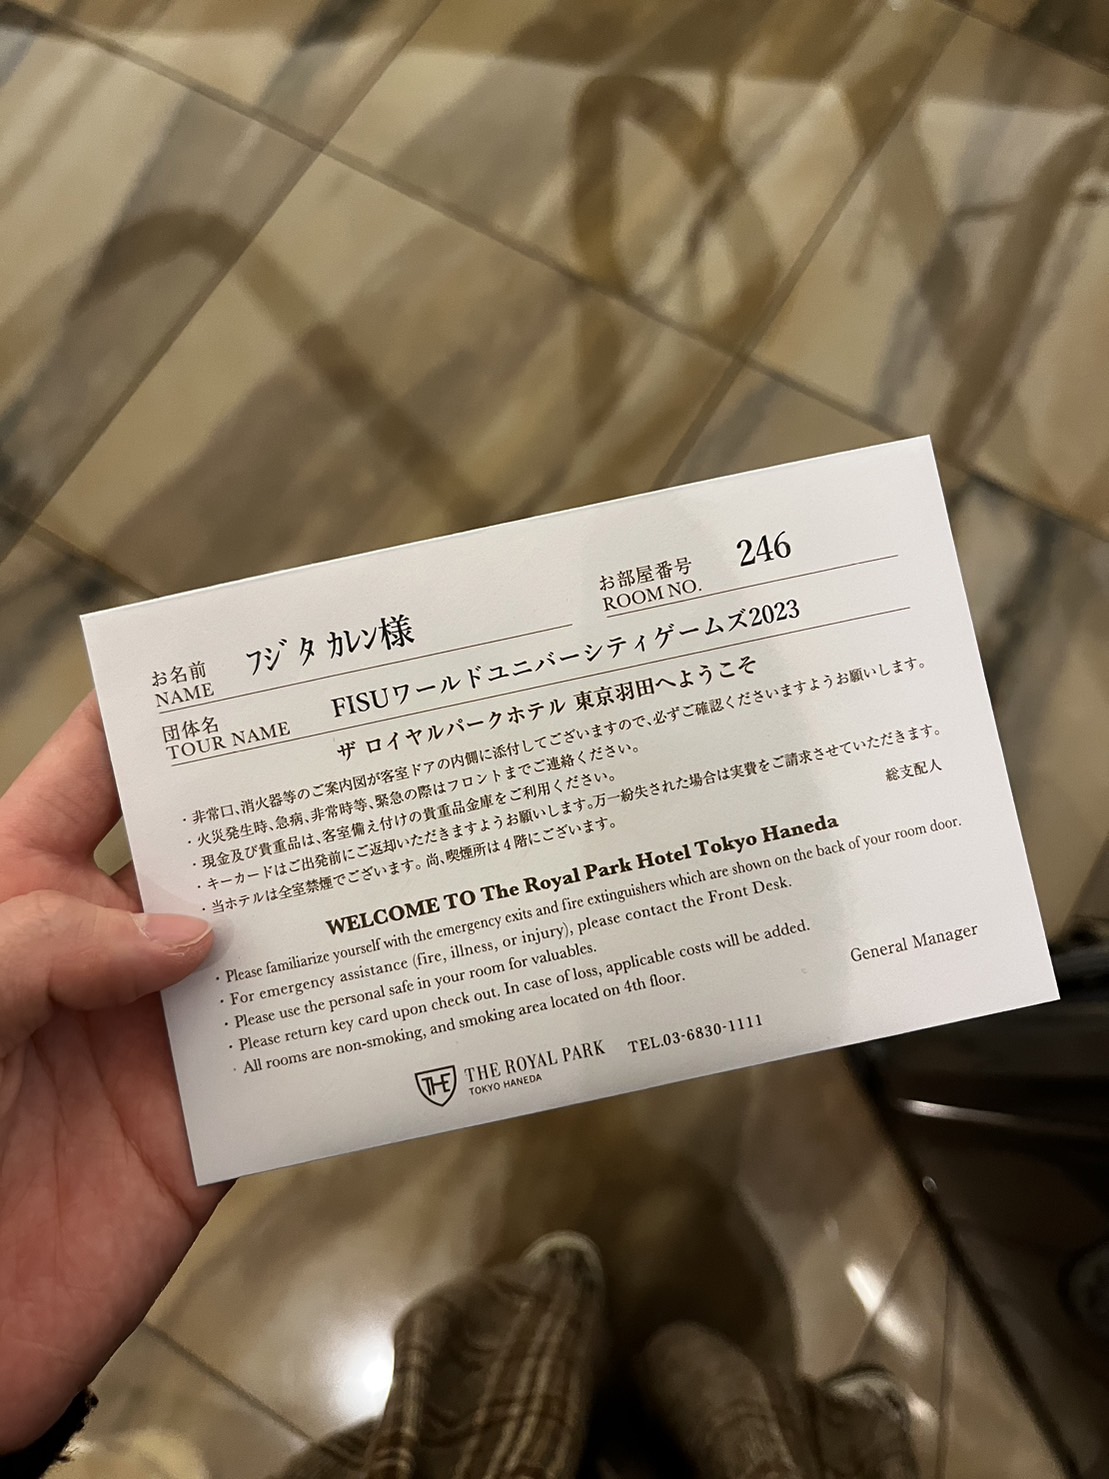 お名前 フジタ カレン様
NAME
お部屋番号 246
ROOM NO.
団体名 FISUワールドユニバーシティゲームズ2023
TOUR NAME
ザ ロイヤルパークホテル 東京羽田へようこそ
・非常口、消火器等のご案内図が客室ドアの内側に添付してございますので、必ずご確認くださいますようお願いします。
・火災発生時、急病、非常時等、緊急の際はフロントまでご連絡ください。
・現金及び貴重品は、客室備え付けの貴重品金庫をご利用ください。
・キーカードはご出発前にご返却いただきますようお願いします。万一紛失された場合は実費をご請求させていただきます。
・当ホテルは全室禁煙でございます。尚、喫煙所は4階にございます。
総支配人
WELCOME TO The Royal Park Hotel Tokyo Haneda
・Please familiarize yourself with the emergency exits and fire extinguishers which are shown on the back of your room door.
・For emergency assistance (fire, illness, or injury), please contact the Front Desk.
・Please use the personal safe in your room for valuables.
・Please return key card upon check out. In case of loss, applicable costs will be added.
・All rooms are non-smoking, and smoking area located on 4th floor.
General Manager
THE THE ROYAL PARK TEL.03-6830-1111
TOKYO HANEDA